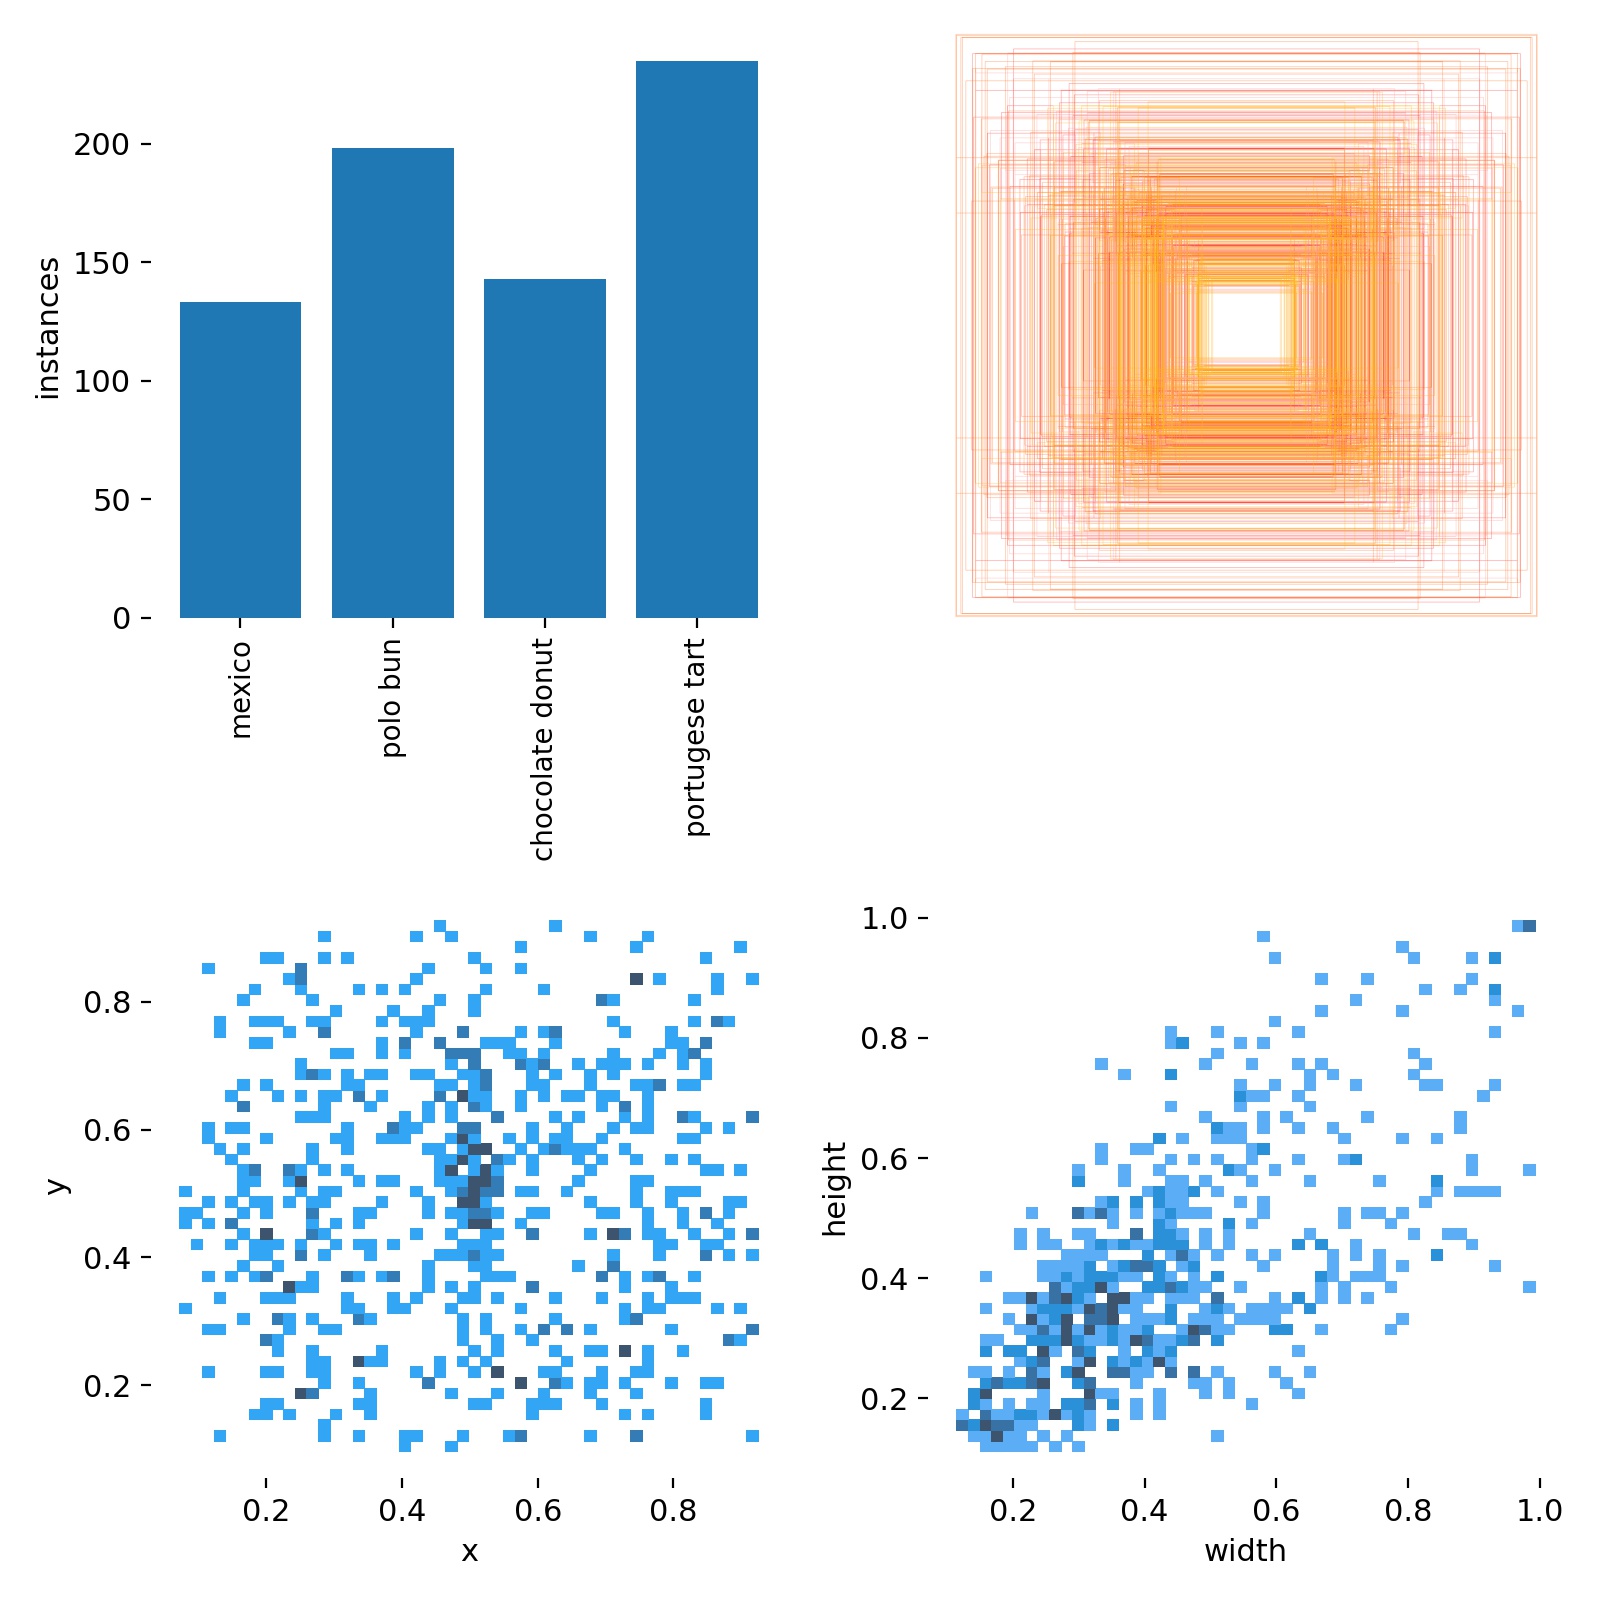 instances
200
150
100
50
0
mexico
polo bun
chocolate donut
portugese tart
y
0.8
0.6
0.4
0.2
0.2 0.4 0.6 0.8
x
height
1.0
0.8
0.6
0.4
0.2
0.2 0.4 0.6 0.8 1.0
width